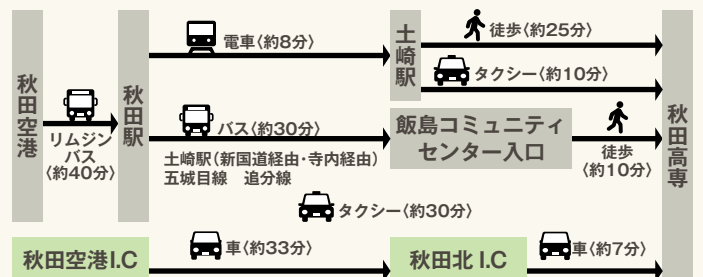 秋田空港
リムジン
バス
〈約40分〉
秋田駅
電車〈約8分〉
土崎駅
徒歩〈約25分〉
タクシー〈約10分〉
バス〈約30分〉
土崎駅(新国道経由・寺内経由)
五城目線　追分線
飯島コミュニティ
センター入口
徒歩
〈約10分〉
タクシー〈約30分〉
秋田高専
秋田空港I.C
車〈約33分〉
秋田北 I.C
車〈約7分〉